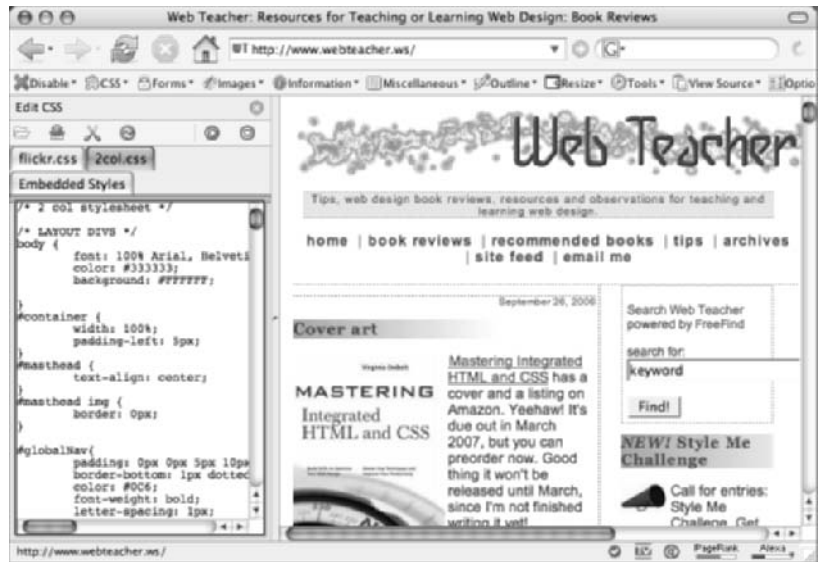 Web Teacher: Resources for Teaching or Learning Web Design: Book Reviews
http://www.webteacher.ws/
Disable CSS Forms Images Information Miscellaneous Outline Resize Tools View Source Optio
Edit CSS
flickr.css 2col.css
Embedded Styles
/* 2 col stylesheet */
/* LAYOUT DIVS */
body {
font: 100% Arial, Helveti
color: #333333;
background: #FFFFFF;
}
#container {
width: 100%;
padding-left: 5px;
}
#masthead {
text-align: center;
}
#masthead img {
border: 0px;
}
#globalNav{
padding: 0px 0px 5px 10px
border-bottom: 1px dotted
color: #0C6;
font-weight: bold;
letter-spacing: 1px;
Web Teacher
Tips, web design book reviews, resources and observations for teaching and
learning web design.
home | book reviews | recommended books | tips | archives
| site feed | email me
September 26, 2006
Cover art
Virginia DeBolt
MASTERING
Integrated
HTML and CSS
Mastering Integrated
HTML and CSS has a
cover and a listing on
Amazon. Yeehaw! It's
due out in March
2007, but you can
preorder now. Good
thing it won't be
released until March,
since I'm not finished
writing it yet!
Search Web Teacher
powered by FreeFind
search for:
keyword
Find!
NEW! Style Me
Challenge
Call for entries:
Style Me
Challenge. Get
http://www.webteacher.ws/
PageRank Alexa